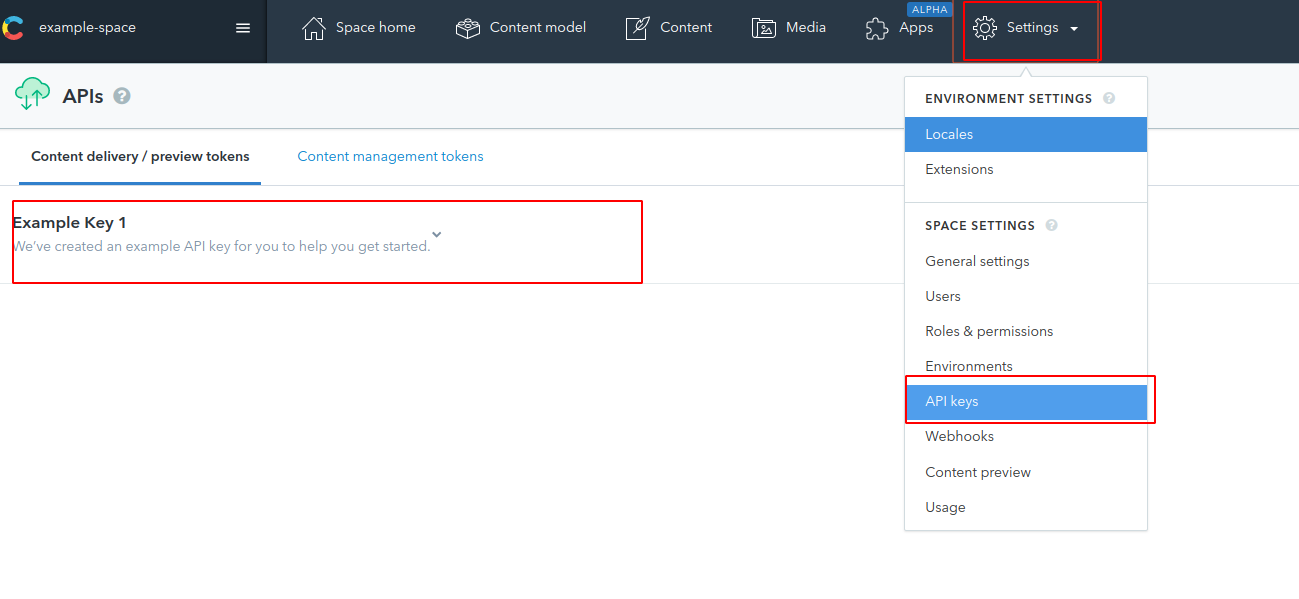 example-space
Space home
Content model
Content
Media
ALPHA
Apps
Settings
APIs ?
Content delivery / preview tokens
Content management tokens
Example Key 1
We've created an example API key for you to help you get started.
ENVIRONMENT SETTINGS ?
Locales
Extensions
SPACE SETTINGS ?
General settings
Users
Roles & permissions
Environments
API keys
Webhooks
Content preview
Usage